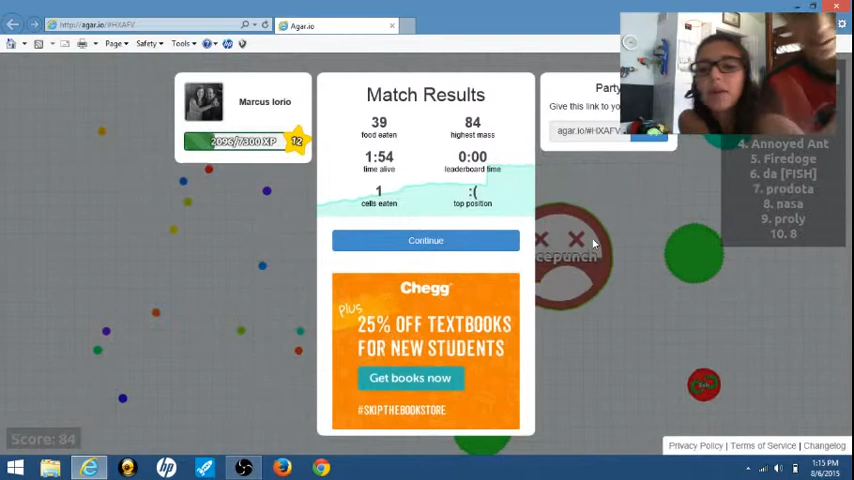 http://agar.io/#HXAFV
Agar.io
Page
Safety
Tools
Marcus Iorio
2096/7300 XP
12
Match Results
39
84
food eaten
highest mass
1:54
0:00
time alive
leaderboard time
1
:(
cells eaten
top position
Continue
Chegg
plus
25% OFF TEXTBOOKS
FOR NEW STUDENTS
Get books now
#SKIPTHEBOOKSTORE
Party
Give this link to
agar.io/#HXAFV
4. Annoyed Ant
5. Firedoge
6. da [FISH]
7. prodota
8. nasa
9. proly
10. 8
cepunch
Score: 84
Privacy Policy | Terms of Service | Changelog
hp
1:15 PM
8/6/2015